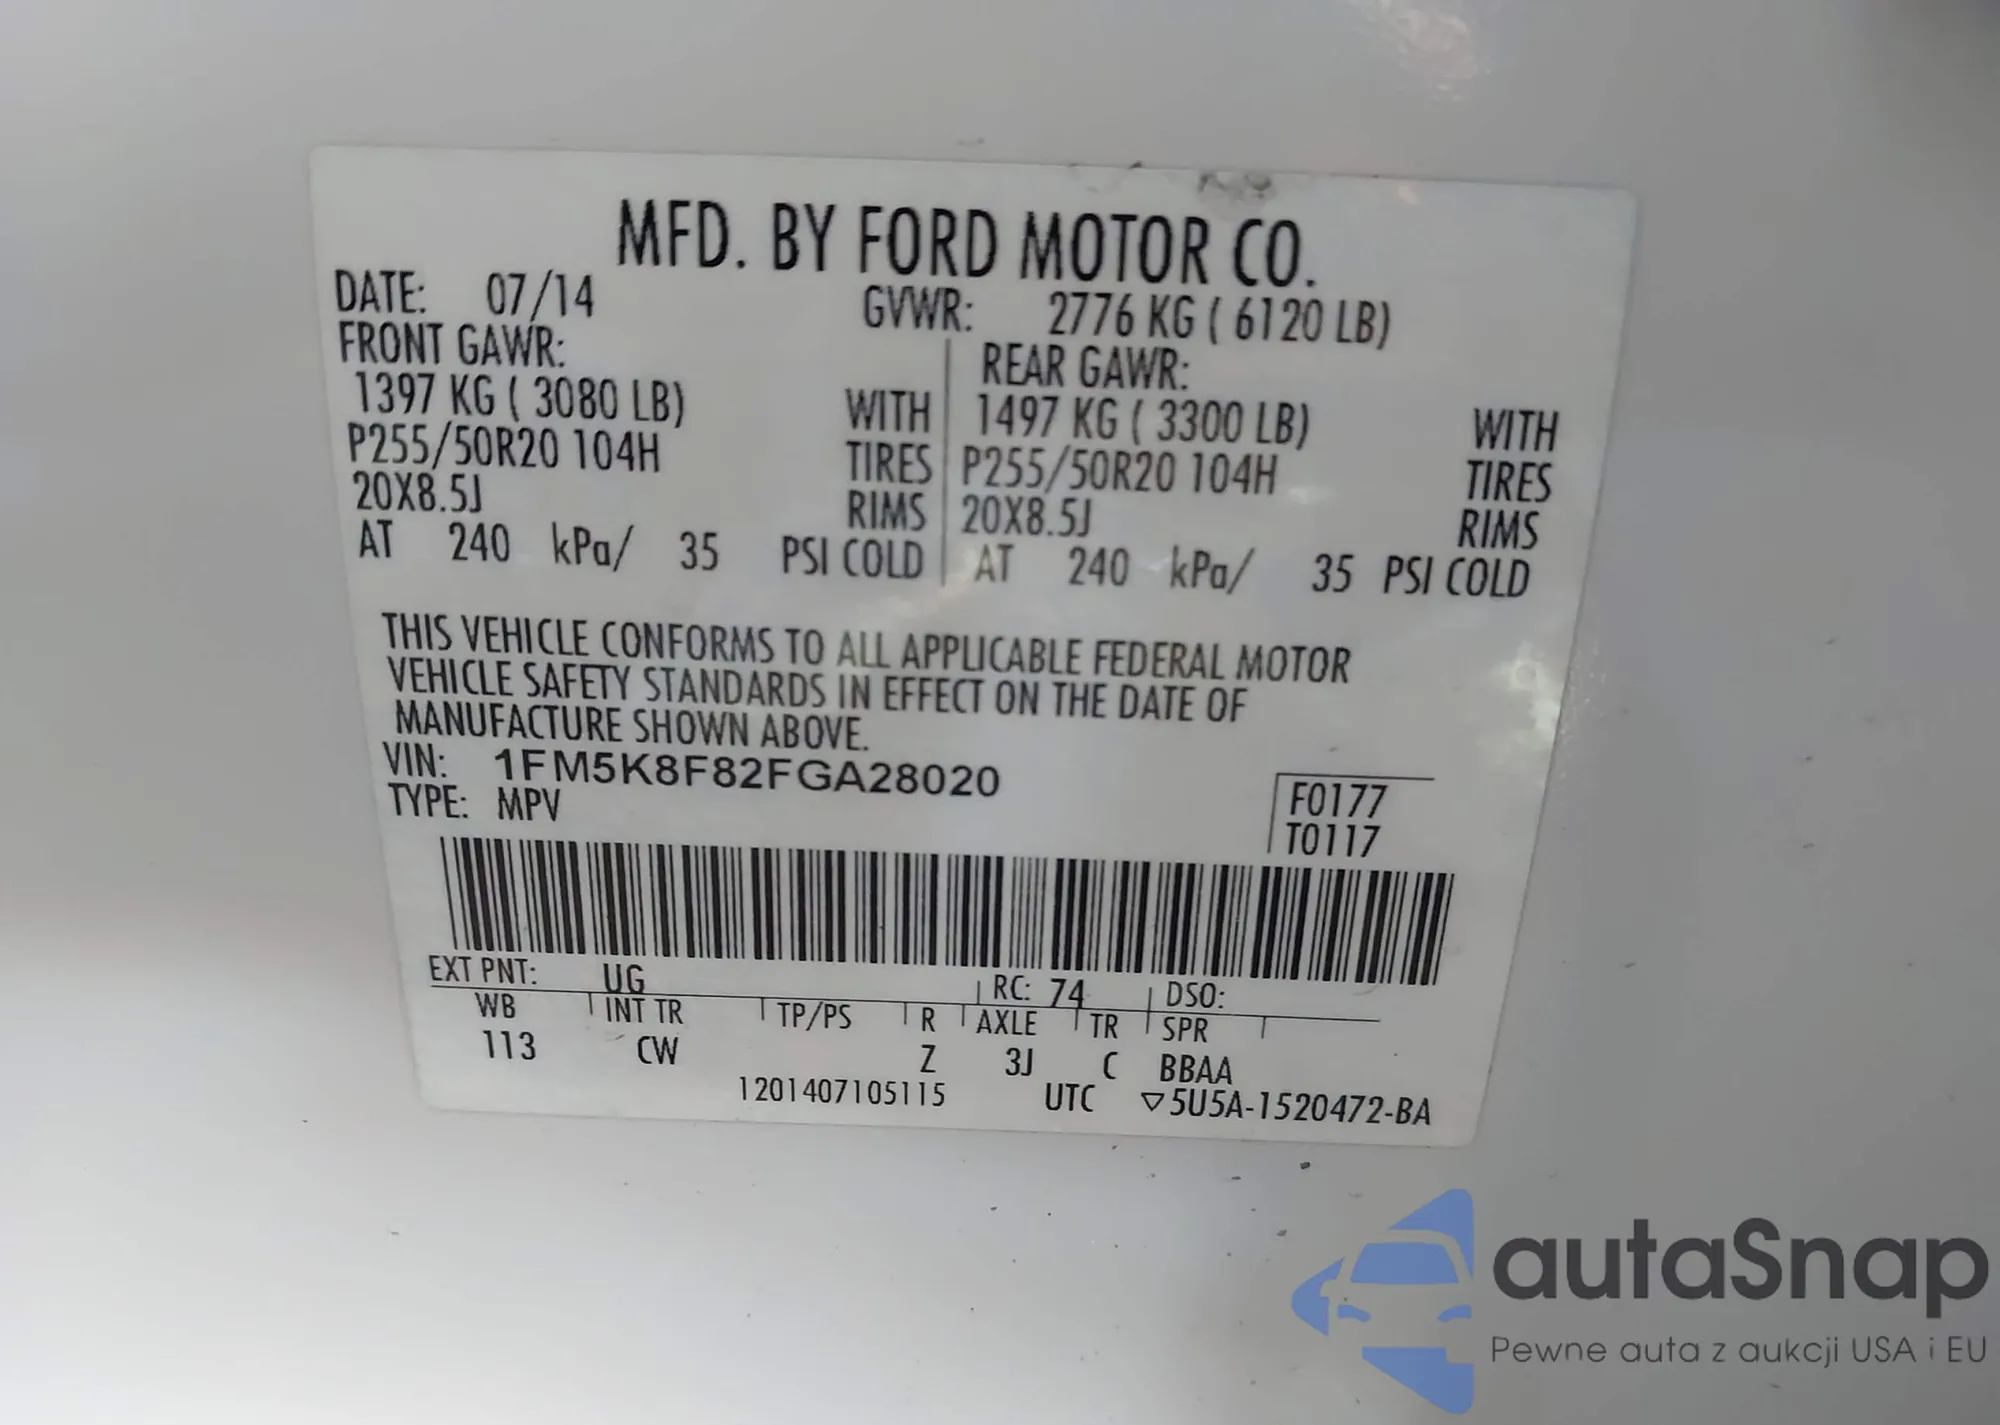 MFD. BY FORD MOTOR CO.
DATE: 07/14 GVWR: 2776 KG ( 6120 LB)
FRONT GAWR: REAR GAWR:
1397 KG ( 3080 LB) WITH 1497 KG ( 3300 LB) WITH
P255/50R20 104H TIRES P255/50R20 104H TIRES
20X8.5J RIMS 20X8.5J RIMS
AT 240 kPa/ 35 PSI COLD AT 240 kPa/ 35 PSI COLD
THIS VEHICLE CONFORMS TO ALL APPLICABLE FEDERAL MOTOR
VEHICLE SAFETY STANDARDS IN EFFECT ON THE DATE OF
MANUFACTURE SHOWN ABOVE.
VIN: 1FM5K8F82FGA28020
TYPE: MPV
F0177
T0117
EXT PNT: UG RC: 74 DSO:
WB INT TR TP/PS R AXLE TR SPR
113 CW Z 3J C BBAA
1201407105115 UTC ▽5U5A-1520472-BA
autaSnap
Pewne auta z aukcji USA i EU